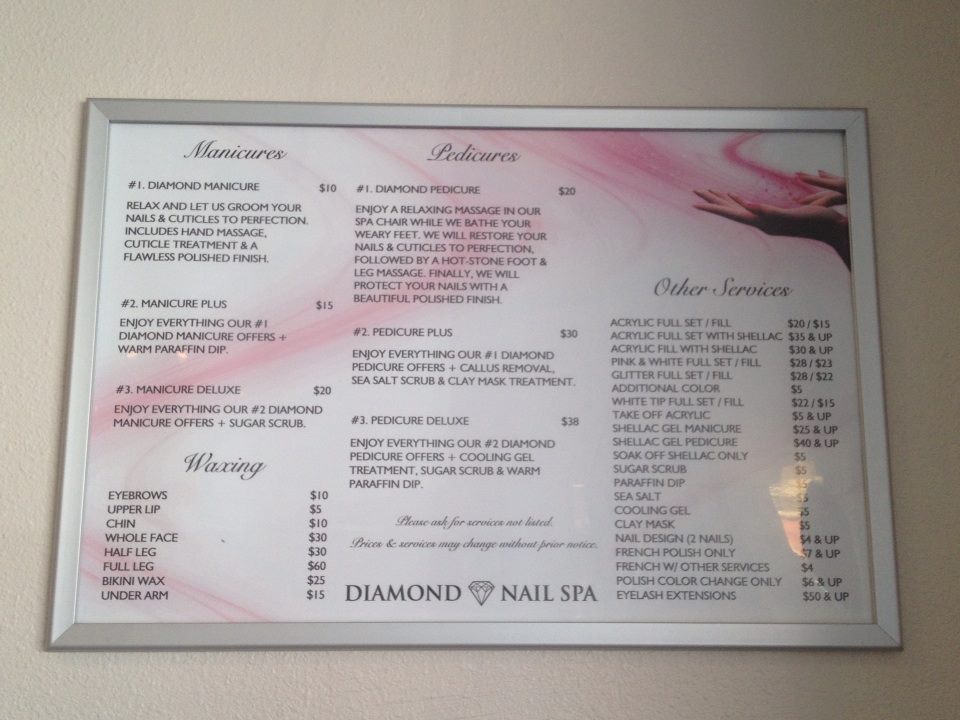 Manicures
#1. DIAMOND MANICURE $10
RELAX AND LET US GROOM YOUR
NAILS & CUTICLES TO PERFECTION.
INCLUDES HAND MASSAGE,
CUTICLE TREATMENT & A
FLAWLESS POLISHED FINISH.
#2. MANICURE PLUS $15
ENJOY EVERYTHING OUR #1
DIAMOND MANICURE OFFERS +
WARM PARAFFIN DIP.
#3. MANICURE DELUXE $20
ENJOY EVERYTHING OUR #2 DIAMOND
MANICURE OFFERS + SUGAR SCRUB.
Waxing
EYEBROWS $10
UPPER LIP $5
CHIN $10
WHOLE FACE $30
HALF LEG $30
FULL LEG $60
BIKINI WAX $25
UNDER ARM $15
Pedicures
#1. DIAMOND PEDICURE $20
ENJOY A RELAXING MASSAGE IN OUR
SPA CHAIR WHILE WE BATHE YOUR
WEARY FEET. WE WILL RESTORE YOUR
NAILS & CUTICLES TO PERFECTION,
FOLLOWED BY A HOT-STONE FOOT &
LEG MASSAGE. FINALLY, WE WILL
PROTECT YOUR NAILS WITH A
BEAUTIFUL POLISHED FINISH.
#2. PEDICURE PLUS $30
ENJOY EVERYTHING OUR #1 DIAMOND
PEDICURE OFFERS + CALLUS REMOVAL,
SEA SALT SCRUB & CLAY MASK TREATMENT.
#3. PEDICURE DELUXE $38
ENJOY EVERYTHING OUR #2 DIAMOND
PEDICURE OFFERS + COOLING GEL
TREATMENT, SUGAR SCRUB & WARM
PARAFFIN DIP.
Please ask for services not listed.
Prices & services may change without prior notice.
DIAMOND NAIL SPA
Other Services
ACRYLIC FULL SET / FILL $20 / $15
ACRYLIC FULL SET WITH SHELLAC $35 & UP
ACRYLIC FILL WITH SHELLAC $30 & UP
PINK & WHITE FULL SET / FILL $28 / $23
GLITTER FULL SET / FILL $28 / $22
ADDITIONAL COLOR $5
WHITE TIP FULL SET / FILL $22 / $15
TAKE OFF ACRYLIC $5 & UP
SHELLAC GEL MANICURE $25 & UP
SHELLAC GEL PEDICURE $40 & UP
SOAK OFF SHELLAC ONLY $5
SUGAR SCRUB $5
PARAFFIN DIP $5
SEA SALT $5
COOLING GEL $5
CLAY MASK $5
NAIL DESIGN (2 NAILS) $4 & UP
FRENCH POLISH ONLY $7 & UP
FRENCH W/ OTHER SERVICES $4
POLISH COLOR CHANGE ONLY $6 & UP
EYELASH EXTENSIONS $50 & UP